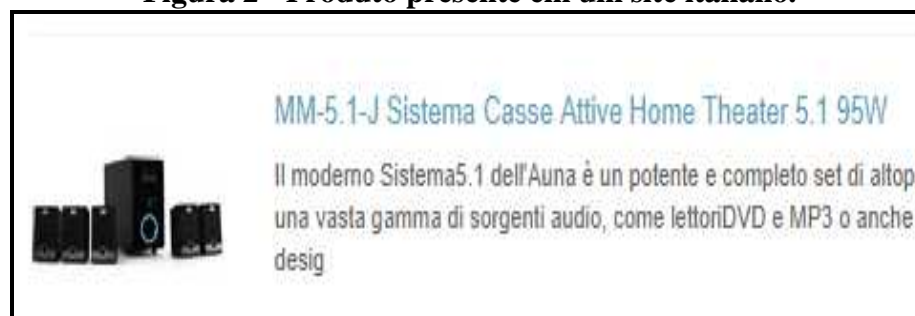 Figura 2 - Produto presente em um site italiano.
MM-5.1-J Sistema Casse Attive Home Theater 5.1 95W
Il moderno Sistema5.1 dell'Auna è un potente e completo set di altop
una vasta gamma di sorgenti audio, come lettoriDVD e MP3 o anche
desig